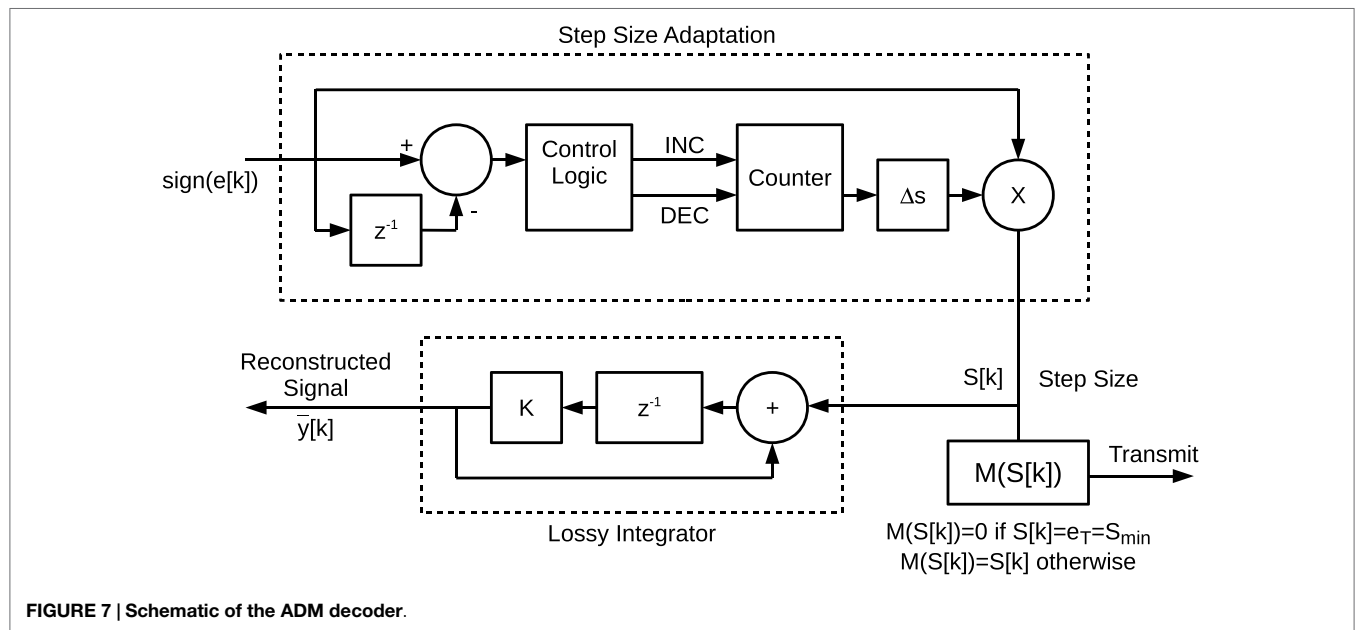 Step Size Adaptation
sign(e[k])
+
-
z⁻¹
Control
Logic
INC
DEC
Counter
Δs
X
Reconstructed
Signal
y̅[k]
K
z⁻¹
+
S[k]
Step Size
Lossy Integrator
M(S[k])
Transmit
M(S[k])=0 if S[k]=eT=Smin
M(S[k])=S[k] otherwise
FIGURE 7 | Schematic of the ADM decoder.